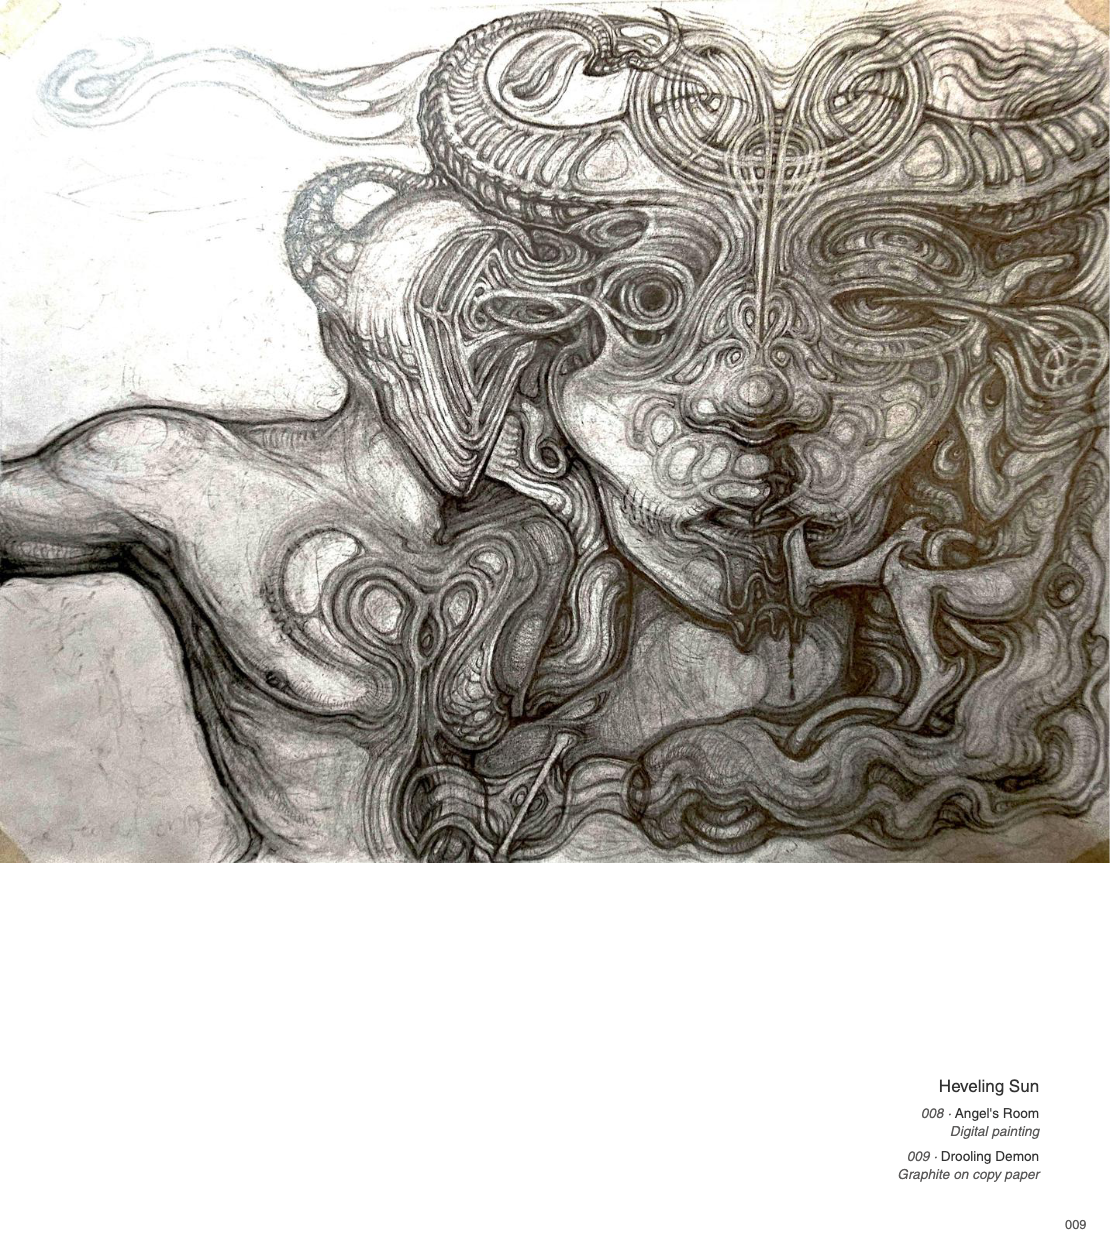 Heveling Sun
008 · Angel's Room
Digital painting
009 · Drooling Demon
Graphite on copy paper
009